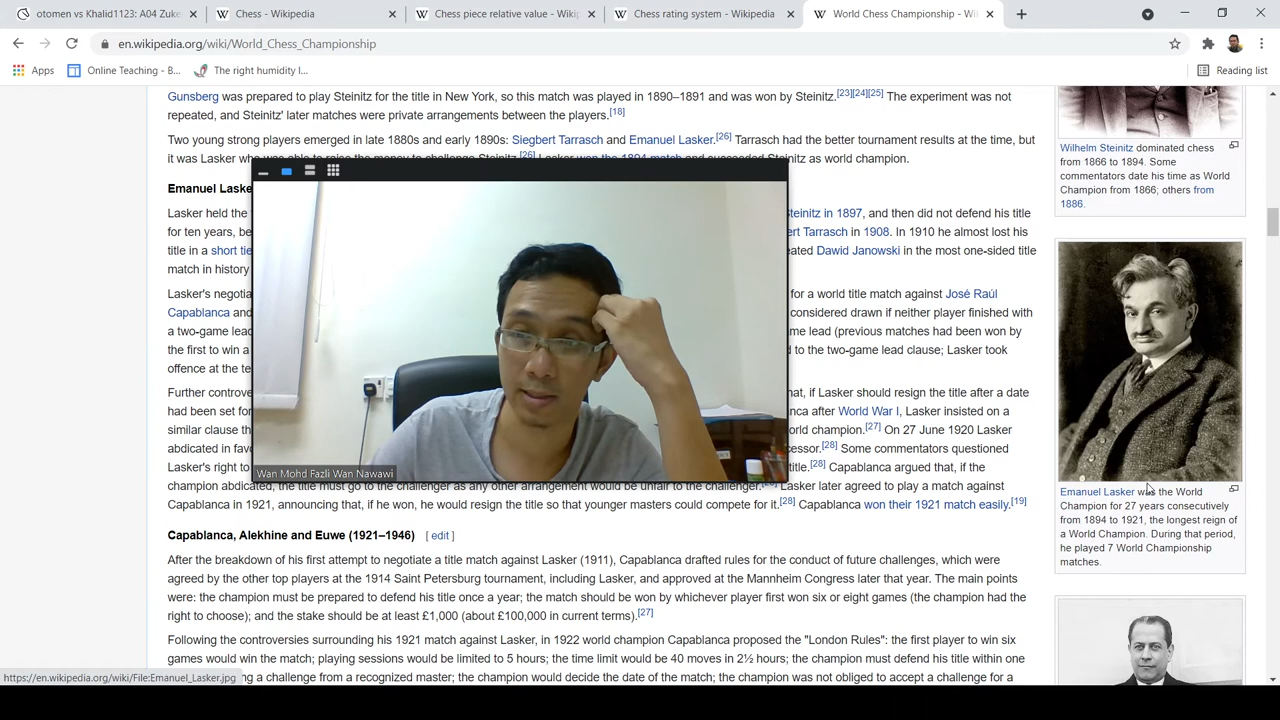 otomen vs Khalid1123: A04 Zuke
Chess - Wikipedia
Chess piece relative value - Wikip
Chess rating system - Wikipedia
World Chess Championship - Wi
en.wikipedia.org/wiki/World_Chess_Championship
Apps
Online Teaching - B...
The right humidity l...
Reading list
Gunsberg was prepared to play Steinitz for the title in New York, so this match was played in 1890–1891 and was won by Steinitz.[23][24][25] The experiment was not
repeated, and Steinitz' later matches were private arrangements between the players.[18]
Two young strong players emerged in late 1880s and early 1890s: Siegbert Tarrasch and Emanuel Lasker.[26] Tarrasch had the better tournament results at the time, but
it was Lasker who was able to raise the money to challenge Steinitz.[26] Lasker won the 1894 match and succeeded Steinitz as world champion.
Emanuel Laske
Lasker held the
Steinitz in 1897, and then did not defend his title
for ten years, be
ert Tarrasch in 1908. In 1910 he almost lost his
title in a short tie
eated Dawid Janowski in the most one-sided title
match in history
Lasker's negotia
for a world title match against José Raúl
Capablanca and
considered drawn if neither player finished with
a two-game lead
me lead (previous matches had been won by
the first to win a
d to the two-game lead clause; Lasker took
offence at the te
Further controve
hat, if Lasker should resign the title after a date
had been set for
nca after World War I, Lasker insisted on a
similar clause th
orld champion.[27] On 27 June 1920 Lasker
abdicated in favo
cessor.[28] Some commentators questioned
Lasker's right to
title.[28] Capablanca argued that, if the
champion abdicated, the title must go to the challenger as any other arrangement would be unfair to the challenger.
Lasker later agreed to play a match against
Capablanca in 1921, announcing that, if he won, he would resign the title so that younger masters could compete for it.[28] Capablanca won their 1921 match easily.[19]
Capablanca, Alekhine and Euwe (1921–1946) [ edit ]
After the breakdown of his first attempt to negotiate a title match against Lasker (1911), Capablanca drafted rules for the conduct of future challenges, which were
agreed by the other top players at the 1914 Saint Petersburg tournament, including Lasker, and approved at the Mannheim Congress later that year. The main points
were: the champion must be prepared to defend his title once a year; the match should be won by whichever player first won six or eight games (the champion had the
right to choose); and the stake should be at least £1,000 (about £100,000 in current terms).[27]
Following the controversies surrounding his 1921 match against Lasker, in 1922 world champion Capablanca proposed the "London Rules": the first player to win six
games would win the match; playing sessions would be limited to 5 hours; the time limit would be 40 moves in 2½ hours; the champion must defend his title within one
ng a challenge from a recognized master; the champion would decide the date of the match; the champion was not obliged to accept a challenge for a
Wan Mohd Fazli Wan Nawawi
Wilhelm Steinitz dominated chess
from 1866 to 1894. Some
commentators date his time as World
Champion from 1866; others from
1886.
Emanuel Lasker was the World
Champion for 27 years consecutively
from 1894 to 1921, the longest reign of
a World Champion. During that period,
he played 7 World Championship
matches.
https://en.wikipedia.org/wiki/File:Emanuel_Lasker.jpg